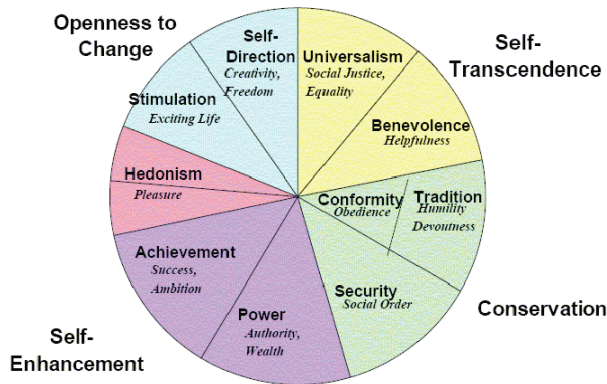 Openness to
Change
Self-
Direction
Creativity,
Freedom
Universalism
Social Justice,
Equality
Self-
Transcendence
Stimulation
Exciting Life
Benevolence
Helpfulness
Hedonism
Pleasure
Conformity
Obedience
Tradition
Humility
Devoutness
Achievement
Success,
Ambition
Security
Social Order
Conservation
Power
Authority,
Wealth
Self-
Enhancement